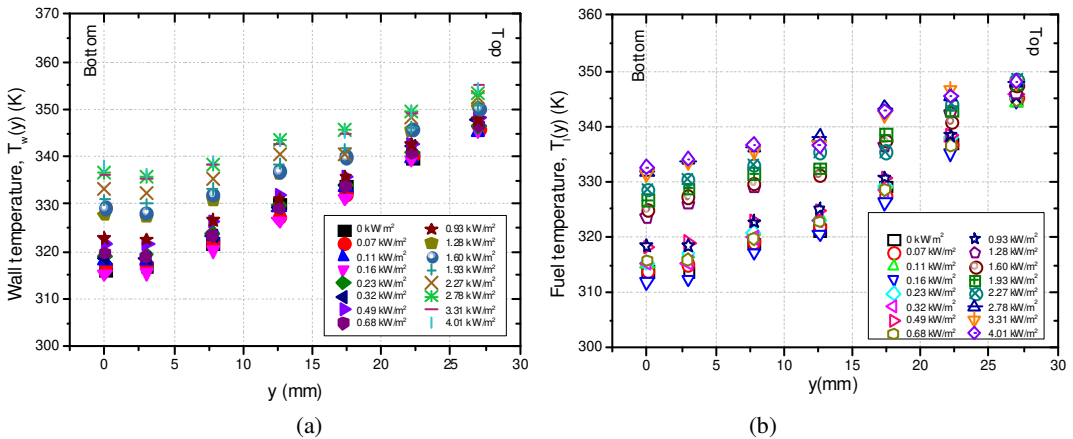 (a)
Wall temperature, T_w(y) (K)
370
360
350
340
330
320
310
300
Bottom
Top
0 kW/m²
0.07 kW/m²
0.11 kW/m²
0.16 kW/m²
0.23 kW/m²
0.32 kW/m²
0.49 kW/m²
0.68 kW/m²
0.93 kW/m²
1.28 kW/m²
1.60 kW/m²
1.93 kW/m²
2.27 kW/m²
2.78 kW/m²
3.31 kW/m²
4.01 kW/m²
0 5 10 15 20 25 30
y (mm)
(a)
b)
Fuel temperature, T_l(y) (K)
360
350
340
330
320
310
300
Bottom
Top
0 kW/m²
0.07 kW/m²
0.11 kW/m²
0.16 kW/m²
0.23 kW/m²
0.32 kW/m²
0.49 kW/m²
0.68 kW/m²
0.93 kW/m²
1.28 kW/m²
1.60 kW/m²
1.93 kW/m²
2.27 kW/m²
2.78 kW/m²
3.31 kW/m²
4.01 kW/m²
0 5 10 15 20 25 30
y(mm)
(b)